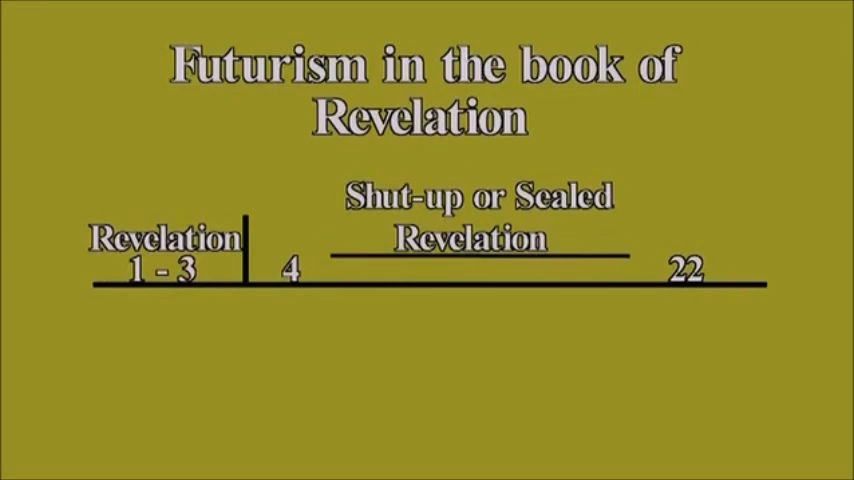 Futurism in the book of
Revelation
Shut-up or Sealed
Revelation
Revelation
1 - 3
4
22